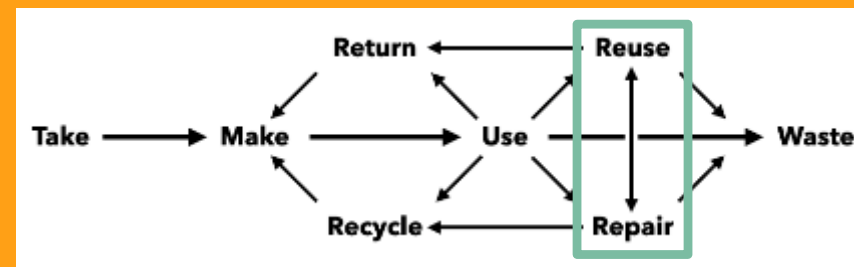 Return Reuse
Take Make Use Waste
Recycle Repair